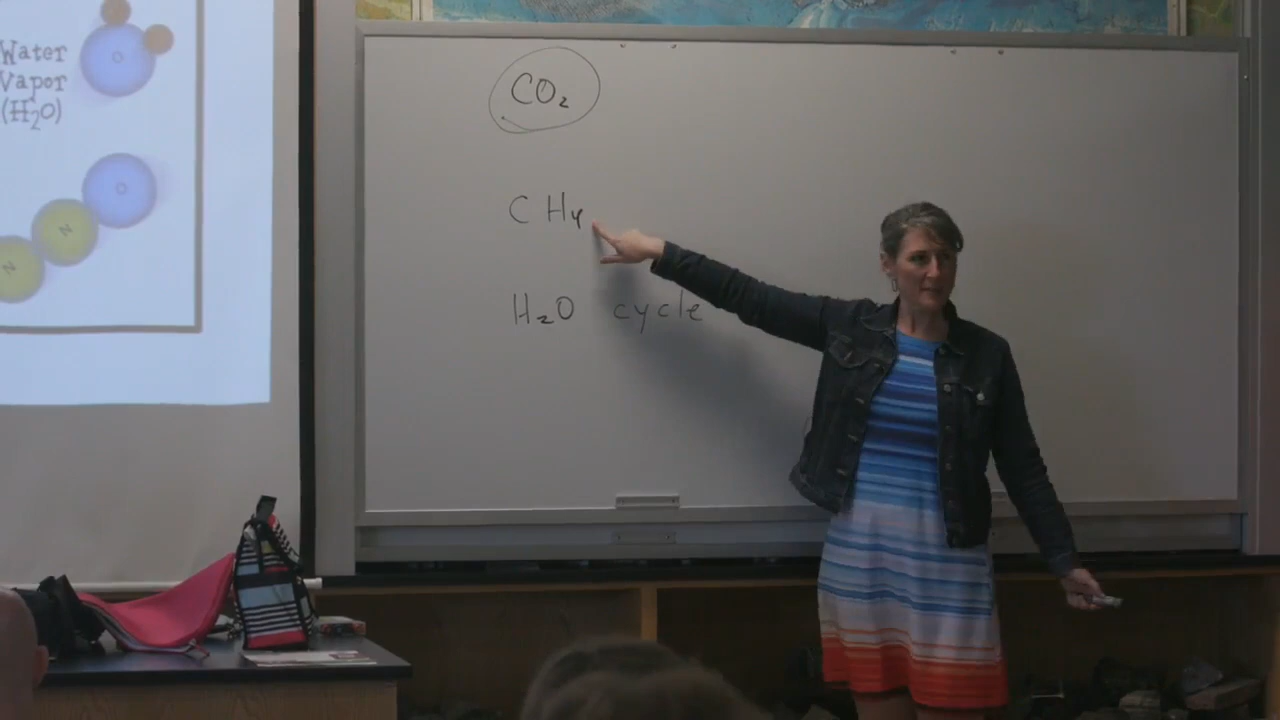 Water
Vapor
(H₂O)
O
O
N
N
CO₂
CH₄
H₂O cycle